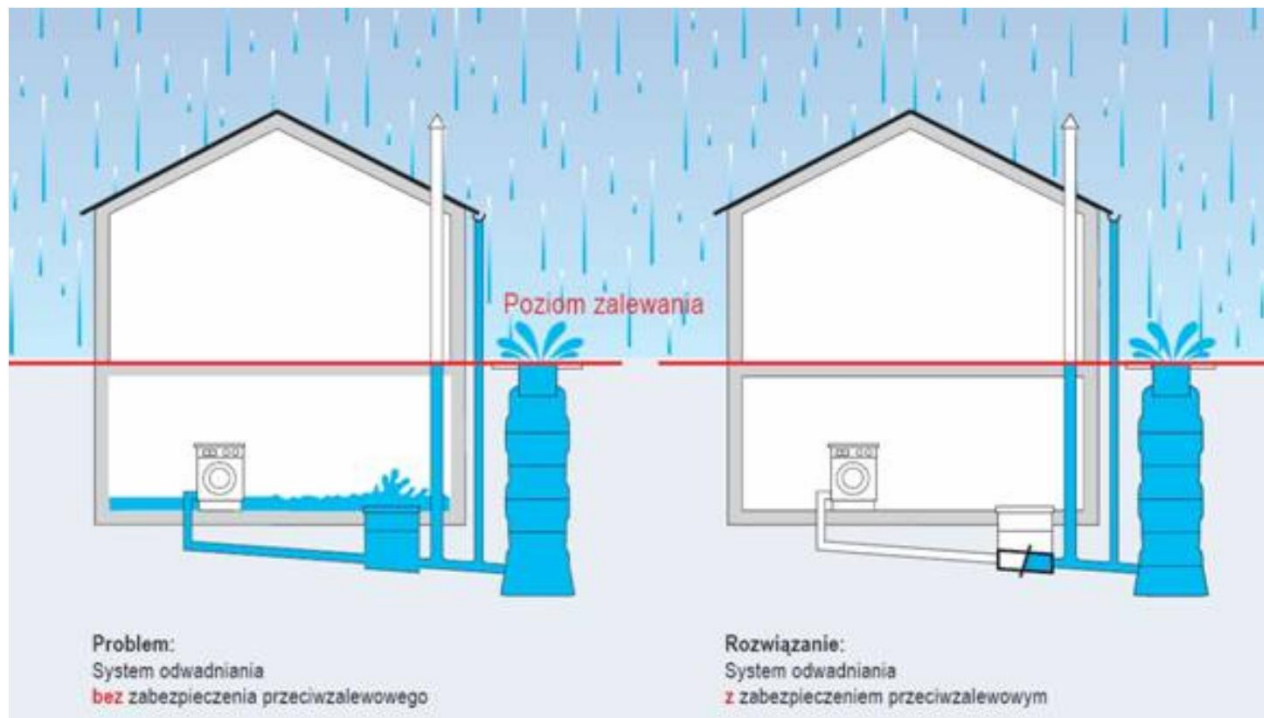 Poziom zalewania
Problem:
System odwadniania
bez zabezpieczenia przeciwzalewowego
Rozwiązanie:
System odwadniania
z zabezpieczeniem przeciwzalewowym